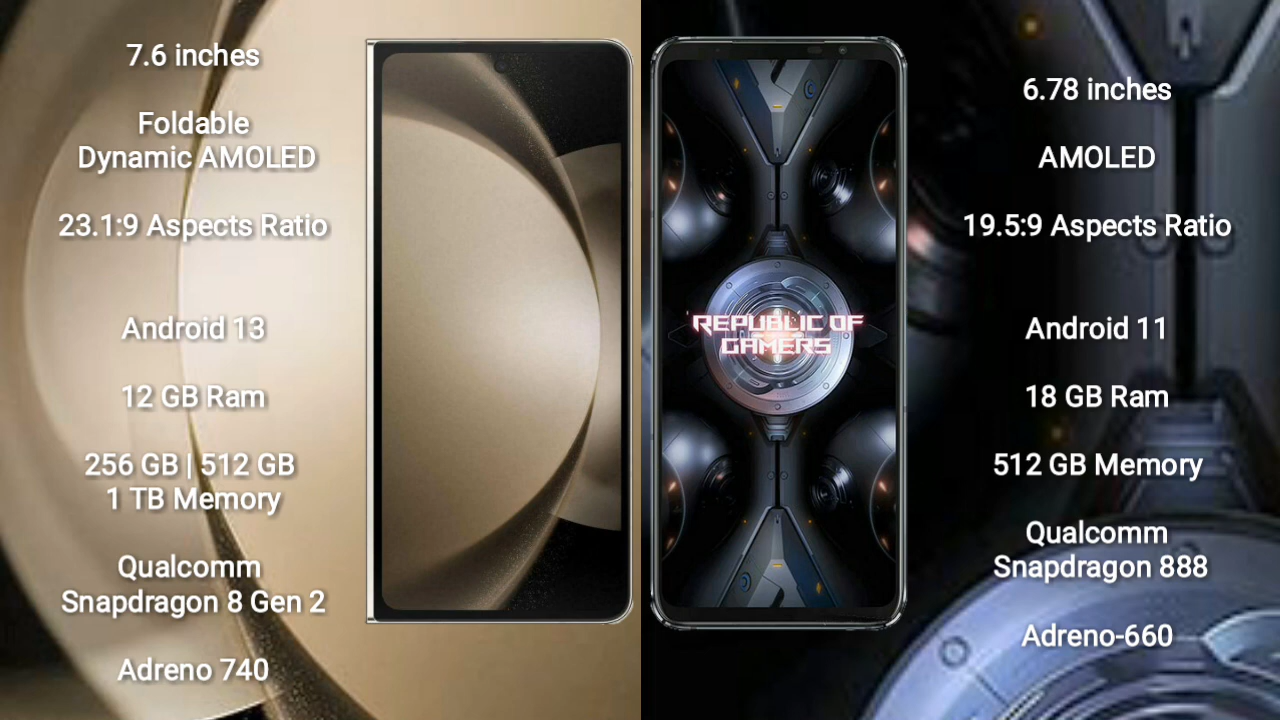 7.6 inches
Foldable
Dynamic AMOLED
23.1:9 Aspects Ratio
Android 13
12 GB Ram
256 GB | 512 GB
1 TB Memory
Qualcomm
Snapdragon 8 Gen 2
Adreno 740
REPUBLIC OF
GAMERS
6.78 inches
AMOLED
19.5:9 Aspects Ratio
Android 11
18 GB Ram
512 GB Memory
Qualcomm
Snapdragon 888
Adreno-660